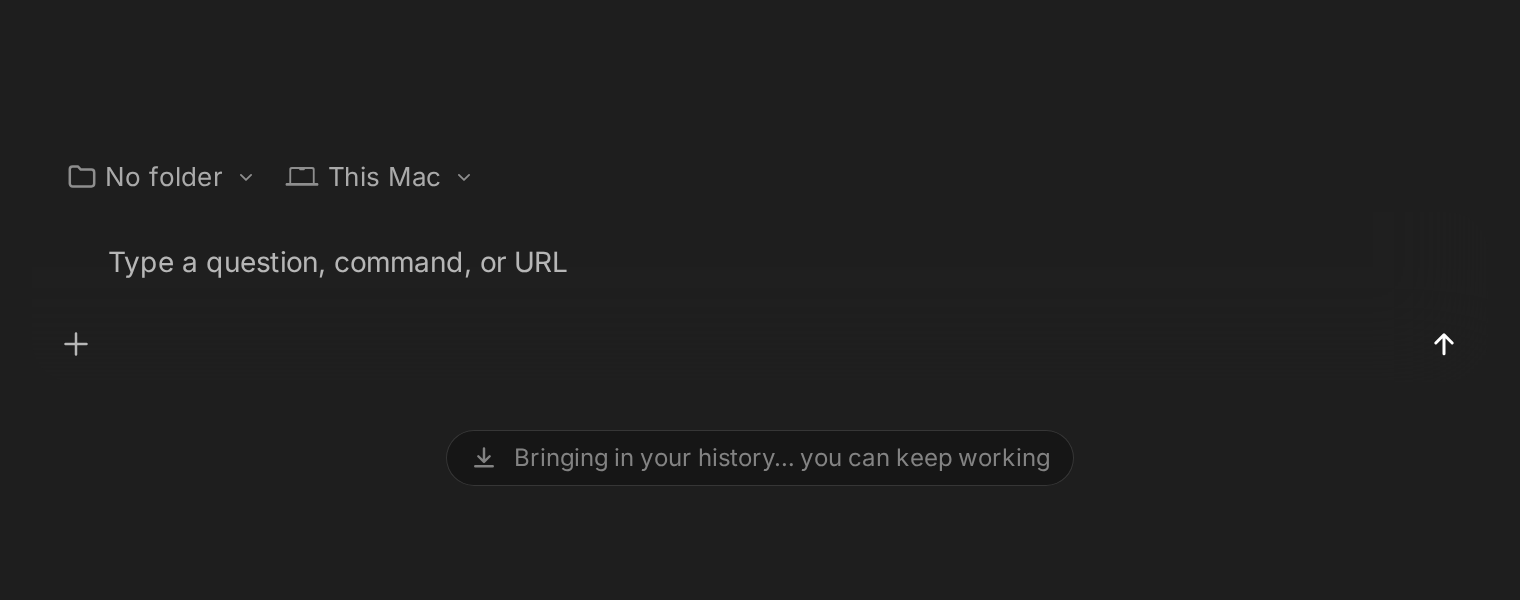 No folder This Mac
Type a question, command, or URL
Bringing in your history... you can keep working